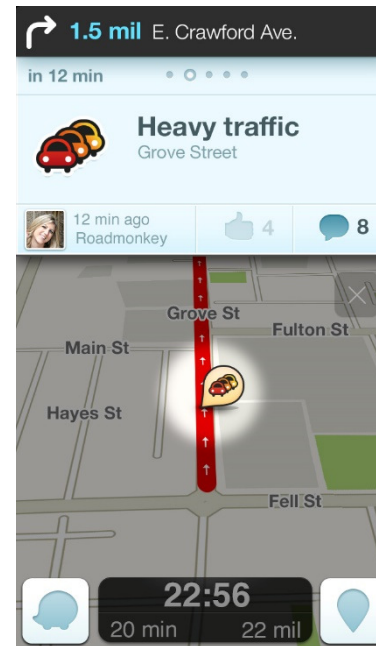 1.5 mil E. Crawford Ave.
in 12 min
Heavy traffic
Grove Street
12 min ago
Roadmonkey
4
8
Grove St
Fulton St
Main St
Hayes St
Fell St
22:56
20 min 22 mil